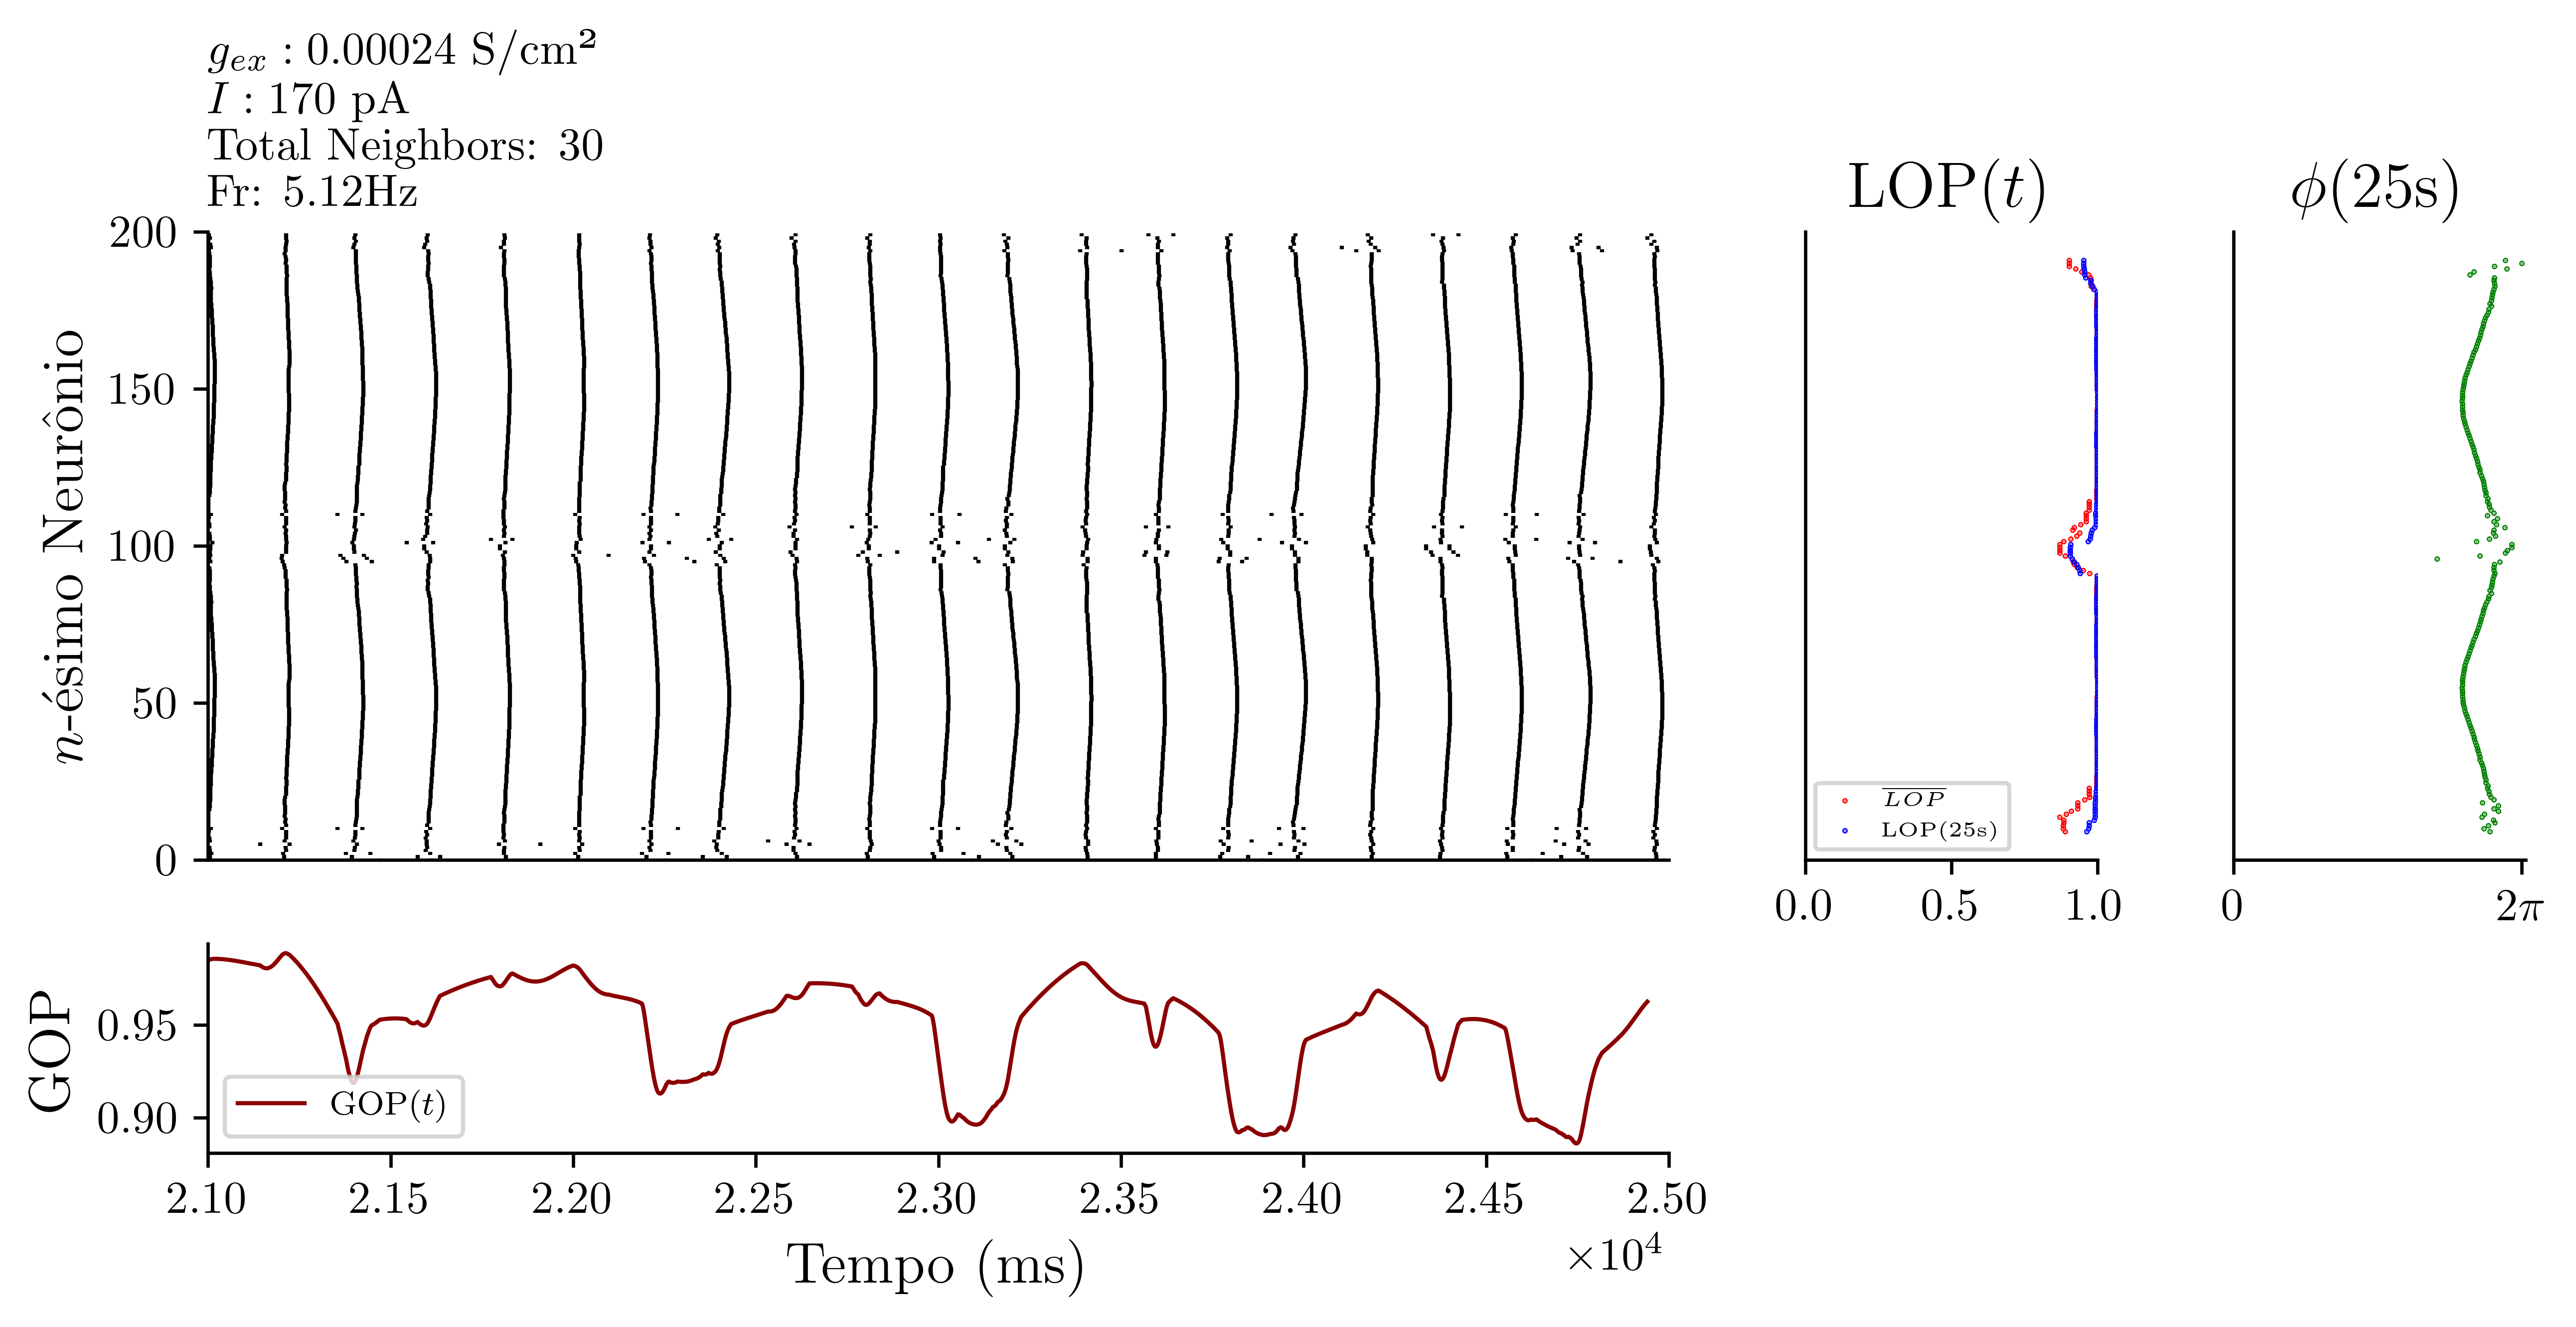 g_ex : 0.00024 S/cm²
I : 170 pA
Total Neighbors: 30
Fr: 5.12Hz
LOP(t)
ϕ(25s)
n-ésimo Neurônio
200
150
100
50
0
LOP
LOP(25s)
0.0 0.5 1.0
0 2π
GOP
0.95
0.90
GOP(t)
2.10 2.15 2.20 2.25 2.30 2.35 2.40 2.45 2.50
Tempo (ms)
×10⁴